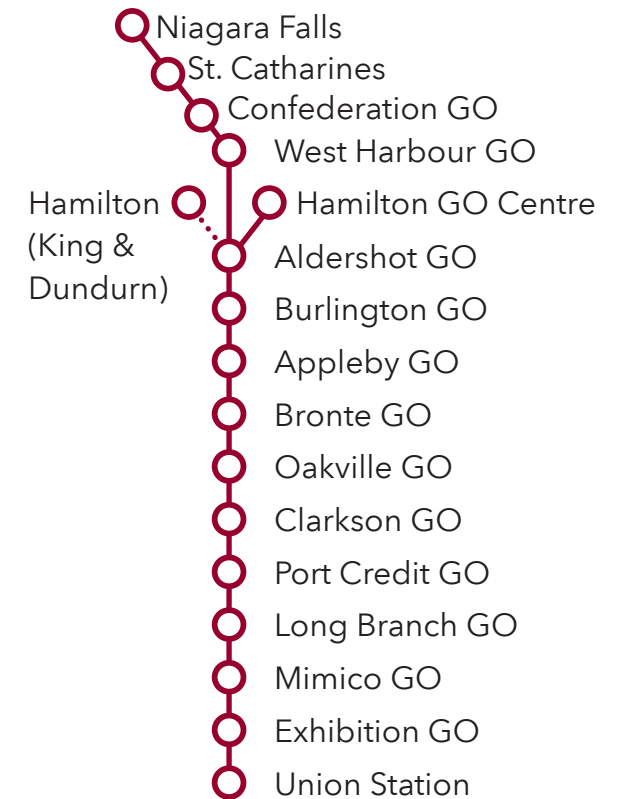 Niagara Falls
St. Catharines
Confederation GO
West Harbour GO
Hamilton
(King &
Dundurn)
Hamilton GO Centre
Aldershot GO
Burlington GO
Appleby GO
Bronte GO
Oakville GO
Clarkson GO
Port Credit GO
Long Branch GO
Mimico GO
Exhibition GO
Union Station